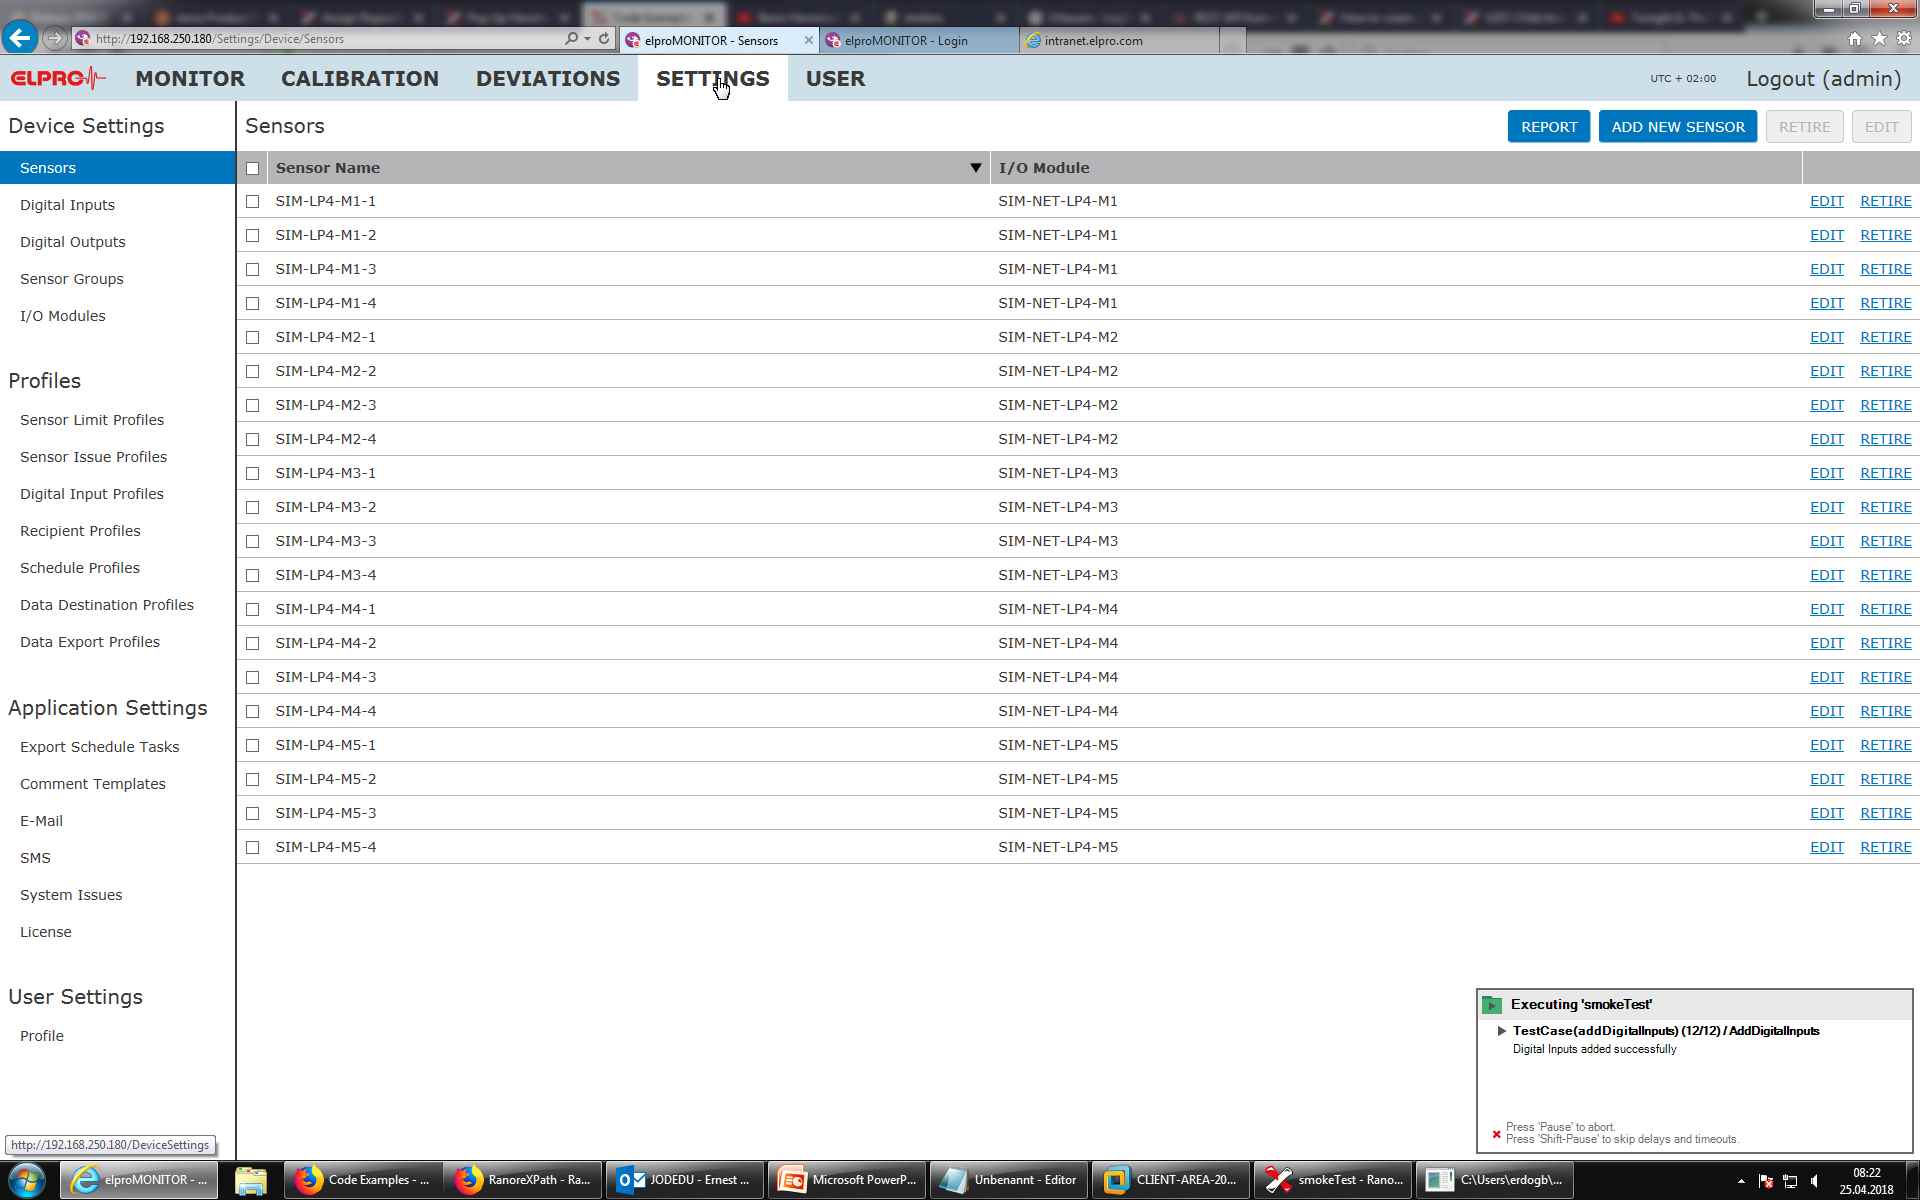 http://192.168.250.180/Settings/Device/Sensors
elproMONITOR - Sensors
elproMONITOR - Login
intranet.elpro.com
ELPRO
MONITOR
CALIBRATION
DEVIATIONS
SETTINGS
USER
UTC + 02:00
Logout (admin)
Device Settings
Sensors
Digital Inputs
Digital Outputs
Sensor Groups
I/O Modules
Profiles
Sensor Limit Profiles
Sensor Issue Profiles
Digital Input Profiles
Recipient Profiles
Schedule Profiles
Data Destination Profiles
Data Export Profiles
Application Settings
Export Schedule Tasks
Comment Templates
E-Mail
SMS
System Issues
License
User Settings
Profile
http://192.168.250.180/DeviceSettings
Sensors
REPORT
ADD NEW SENSOR
RETIRE
EDIT
Sensor Name I/O Module
SIM-LP4-M1-1 SIM-NET-LP4-M1 EDIT RETIRE
SIM-LP4-M1-2 SIM-NET-LP4-M1 EDIT RETIRE
SIM-LP4-M1-3 SIM-NET-LP4-M1 EDIT RETIRE
SIM-LP4-M1-4 SIM-NET-LP4-M1 EDIT RETIRE
SIM-LP4-M2-1 SIM-NET-LP4-M2 EDIT RETIRE
SIM-LP4-M2-2 SIM-NET-LP4-M2 EDIT RETIRE
SIM-LP4-M2-3 SIM-NET-LP4-M2 EDIT RETIRE
SIM-LP4-M2-4 SIM-NET-LP4-M2 EDIT RETIRE
SIM-LP4-M3-1 SIM-NET-LP4-M3 EDIT RETIRE
SIM-LP4-M3-2 SIM-NET-LP4-M3 EDIT RETIRE
SIM-LP4-M3-3 SIM-NET-LP4-M3 EDIT RETIRE
SIM-LP4-M3-4 SIM-NET-LP4-M3 EDIT RETIRE
SIM-LP4-M4-1 SIM-NET-LP4-M4 EDIT RETIRE
SIM-LP4-M4-2 SIM-NET-LP4-M4 EDIT RETIRE
SIM-LP4-M4-3 SIM-NET-LP4-M4 EDIT RETIRE
SIM-LP4-M4-4 SIM-NET-LP4-M4 EDIT RETIRE
SIM-LP4-M5-1 SIM-NET-LP4-M5 EDIT RETIRE
SIM-LP4-M5-2 SIM-NET-LP4-M5 EDIT RETIRE
SIM-LP4-M5-3 SIM-NET-LP4-M5 EDIT RETIRE
SIM-LP4-M5-4 SIM-NET-LP4-M5 EDIT RETIRE
Executing 'smokeTest'
TestCase(addDigitalInputs) (12/12) / AddDigitalInputs
Digital Inputs added successfully
Press 'Pause' to abort.
Press 'Shift-Pause' to skip delays and timeouts.
elproMONITOR - ...
Code Examples - ...
RanoreXPath - Ra...
JODEDU - Ernest ...
Microsoft PowerP...
Unbenannt - Editor
CLIENT-AREA-20...
smokeTest - Rano...
C:\Users\erdogb\...
08:22
25.04.2018